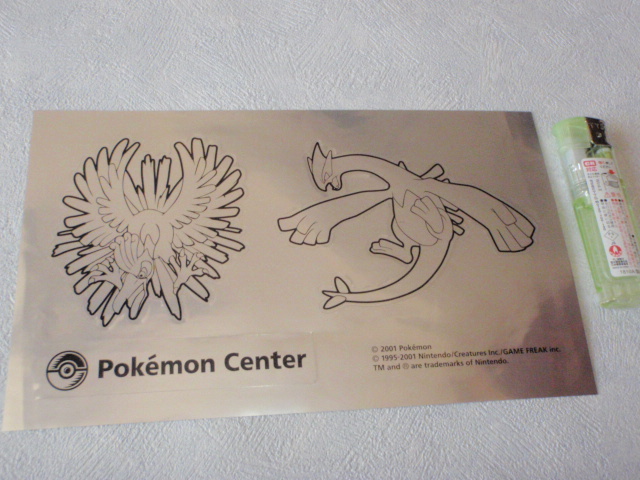 Pokémon Center
© 2001 Pokémon
© 1995-2001 Nintendo/Creatures Inc./GAME FREAK inc.
TM and ® are trademarks of Nintendo.